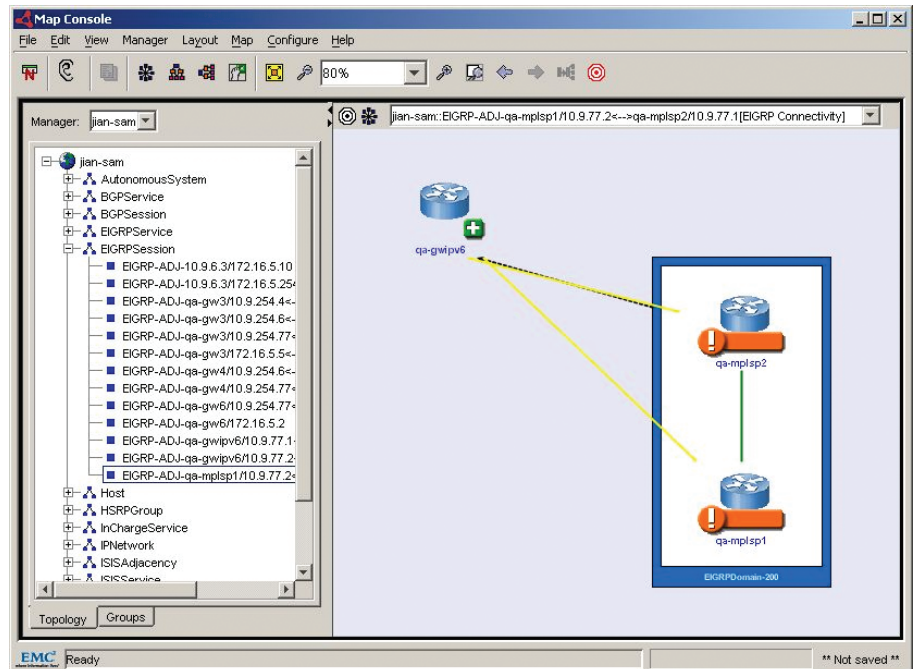 Map Console
File Edit View Manager Layout Map Configure Help
80%
Manager: jian-sam
jian-sam::EIGRP-ADJ-qa-mplsp1/10.9.77.2<-->qa-mplsp2/10.9.77.1[EIGRP Connectivity]
jian-sam
AutonomousSystem
BGPService
BGPSession
EIGRPService
EIGRPSession
EIGRP-ADJ-10.9.6.3/172.16.5.10
EIGRP-ADJ-10.9.6.3/172.16.5.254
EIGRP-ADJ-qa-gw3/10.9.254.4<-
EIGRP-ADJ-qa-gw3/10.9.254.6<-
EIGRP-ADJ-qa-gw3/10.9.254.77<
EIGRP-ADJ-qa-gw3/172.16.5.5<-
EIGRP-ADJ-qa-gw4/10.9.254.6<-
EIGRP-ADJ-qa-gw4/10.9.254.77<
EIGRP-ADJ-qa-gw6/10.9.254.77<
EIGRP-ADJ-qa-gw6/172.16.5.2
EIGRP-ADJ-qa-gwipv6/10.9.77.1
EIGRP-ADJ-qa-gwipv6/10.9.77.2
EIGRP-ADJ-qa-mplsp1/10.9.77.2<
Host
HSRPGroup
InChargeService
IPNetwork
ISISAdjacency
ISISService
Topology Groups
qa-gwipv6
qa-mplsp2
qa-mplsp1
EIGRPDomain-200
EMC²
where information lives
Ready
** Not saved **